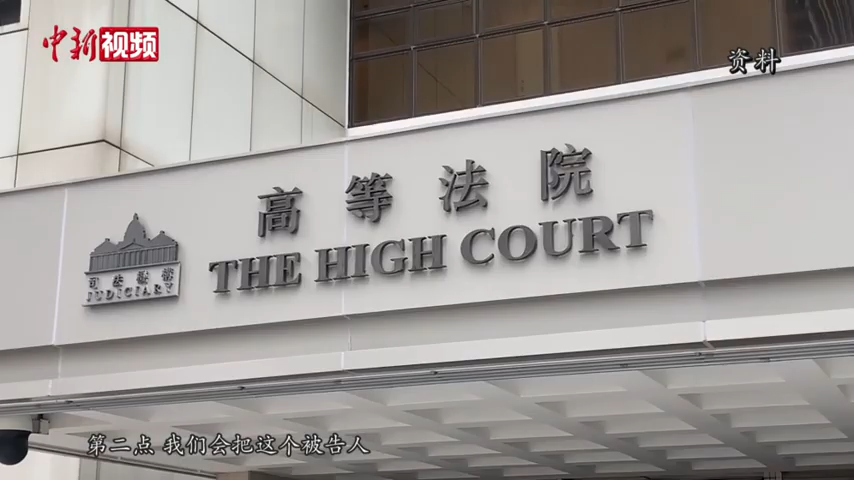 中新视频
资料
高等法院
THE HIGH COURT
司法機構
JUDICIARY
第二点 我们会把这个被告人